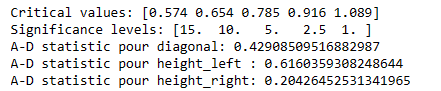 Critical values: [0.574 0.654 0.785 0.916 1.089]
Significance levels: [15.  10.   5.   2.5  1. ]
A-D statistic pour diagonal: 0.42908509516882987
A-D statistic pour height_left : 0.6160359308248644
A-D statistic pour height_right: 0.20426452531341965